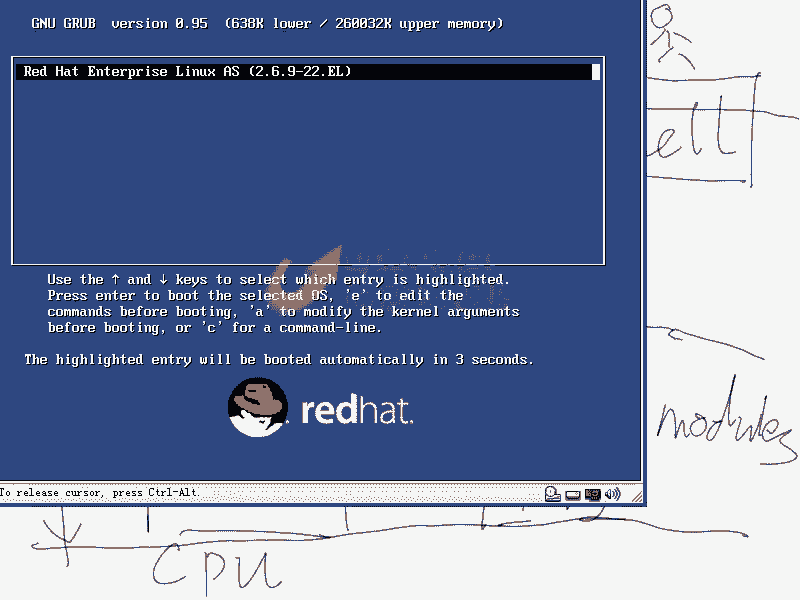 GNU GRUB version 0.95 (638K lower / 260032K upper memory)
Red Hat Enterprise Linux AS (2.6.9-22.EL)
Use the ↑ and ↓ keys to select which entry is highlighted.
Press enter to boot the selected OS, 'e' to edit the
commands before booting, 'a' to modify the kernel arguments
before booting, or 'c' for a command-line.
The highlighted entry will be booted automatically in 3 seconds.
redhat.
To release cursor, press Ctrl-Alt.
ell
modules
CPU